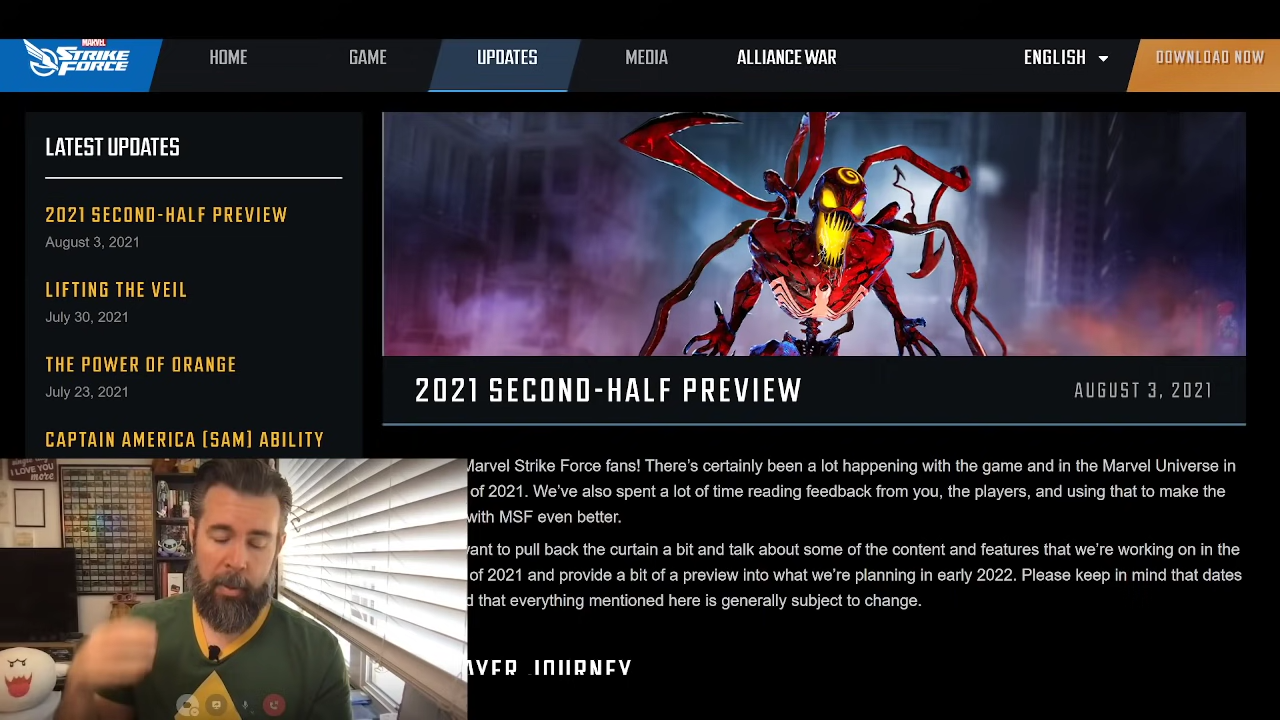 MARVEL
STRIKE
FORCE
HOME
GAME
UPDATES
MEDIA
ALLIANCE WAR
ENGLISH
DOWNLOAD NOW
LATEST UPDATES
2021 SECOND-HALF PREVIEW
August 3, 2021
LIFTING THE VEIL
July 30, 2021
THE POWER OF ORANGE
July 23, 2021
CAPTAIN AMERICA (SAM) ABILITY
2021 SECOND-HALF PREVIEW
AUGUST 3, 2021
Marvel Strike Force fans! There's certainly been a lot happening with the game and in the Marvel Universe in
of 2021. We've also spent a lot of time reading feedback from you, the players, and using that to make the
with MSF even better.
ant to pull back the curtain a bit and talk about some of the content and features that we're working on in the
of 2021 and provide a bit of a preview into what we're planning in early 2022. Please keep in mind that dates
d that everything mentioned here is generally subject to change.
AYER JOURNEY
I LOVE YOU
more